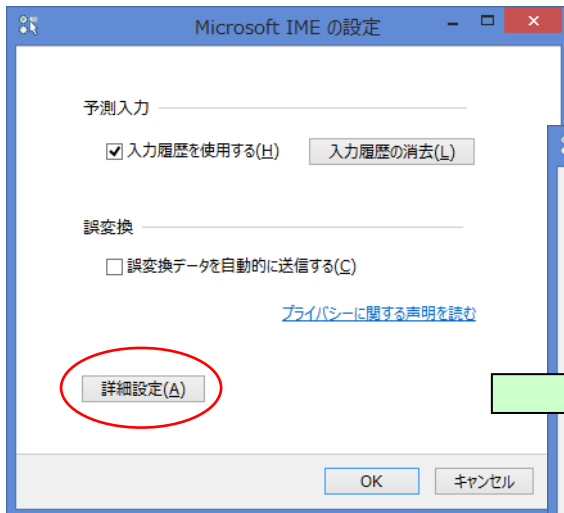 Microsoft IME の設定
予測入力
入力履歴を使用する(H)
入力履歴の消去(L)
誤変換
誤変換データを自動的に送信する(C)
プライバシーに関する声明を読む
詳細設定(A)
OK
キャンセル